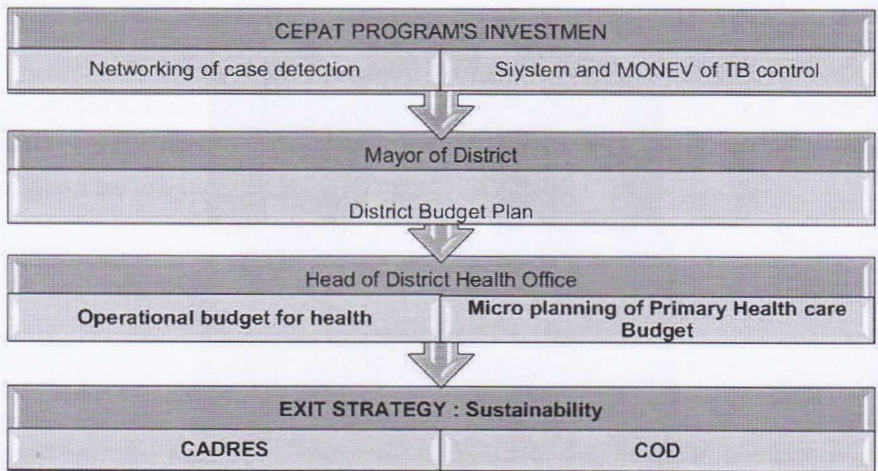 CEPAT PROGRAM'S INVESTMEN
Networking of case detection
Siystem and MONEV of TB control
Mayor of District
District Budget Plan
Head of District Health Office
Operational budget for health
Micro planning of Primary Health care
Budget
EXIT STRATEGY : Sustainability
CADRES
COD